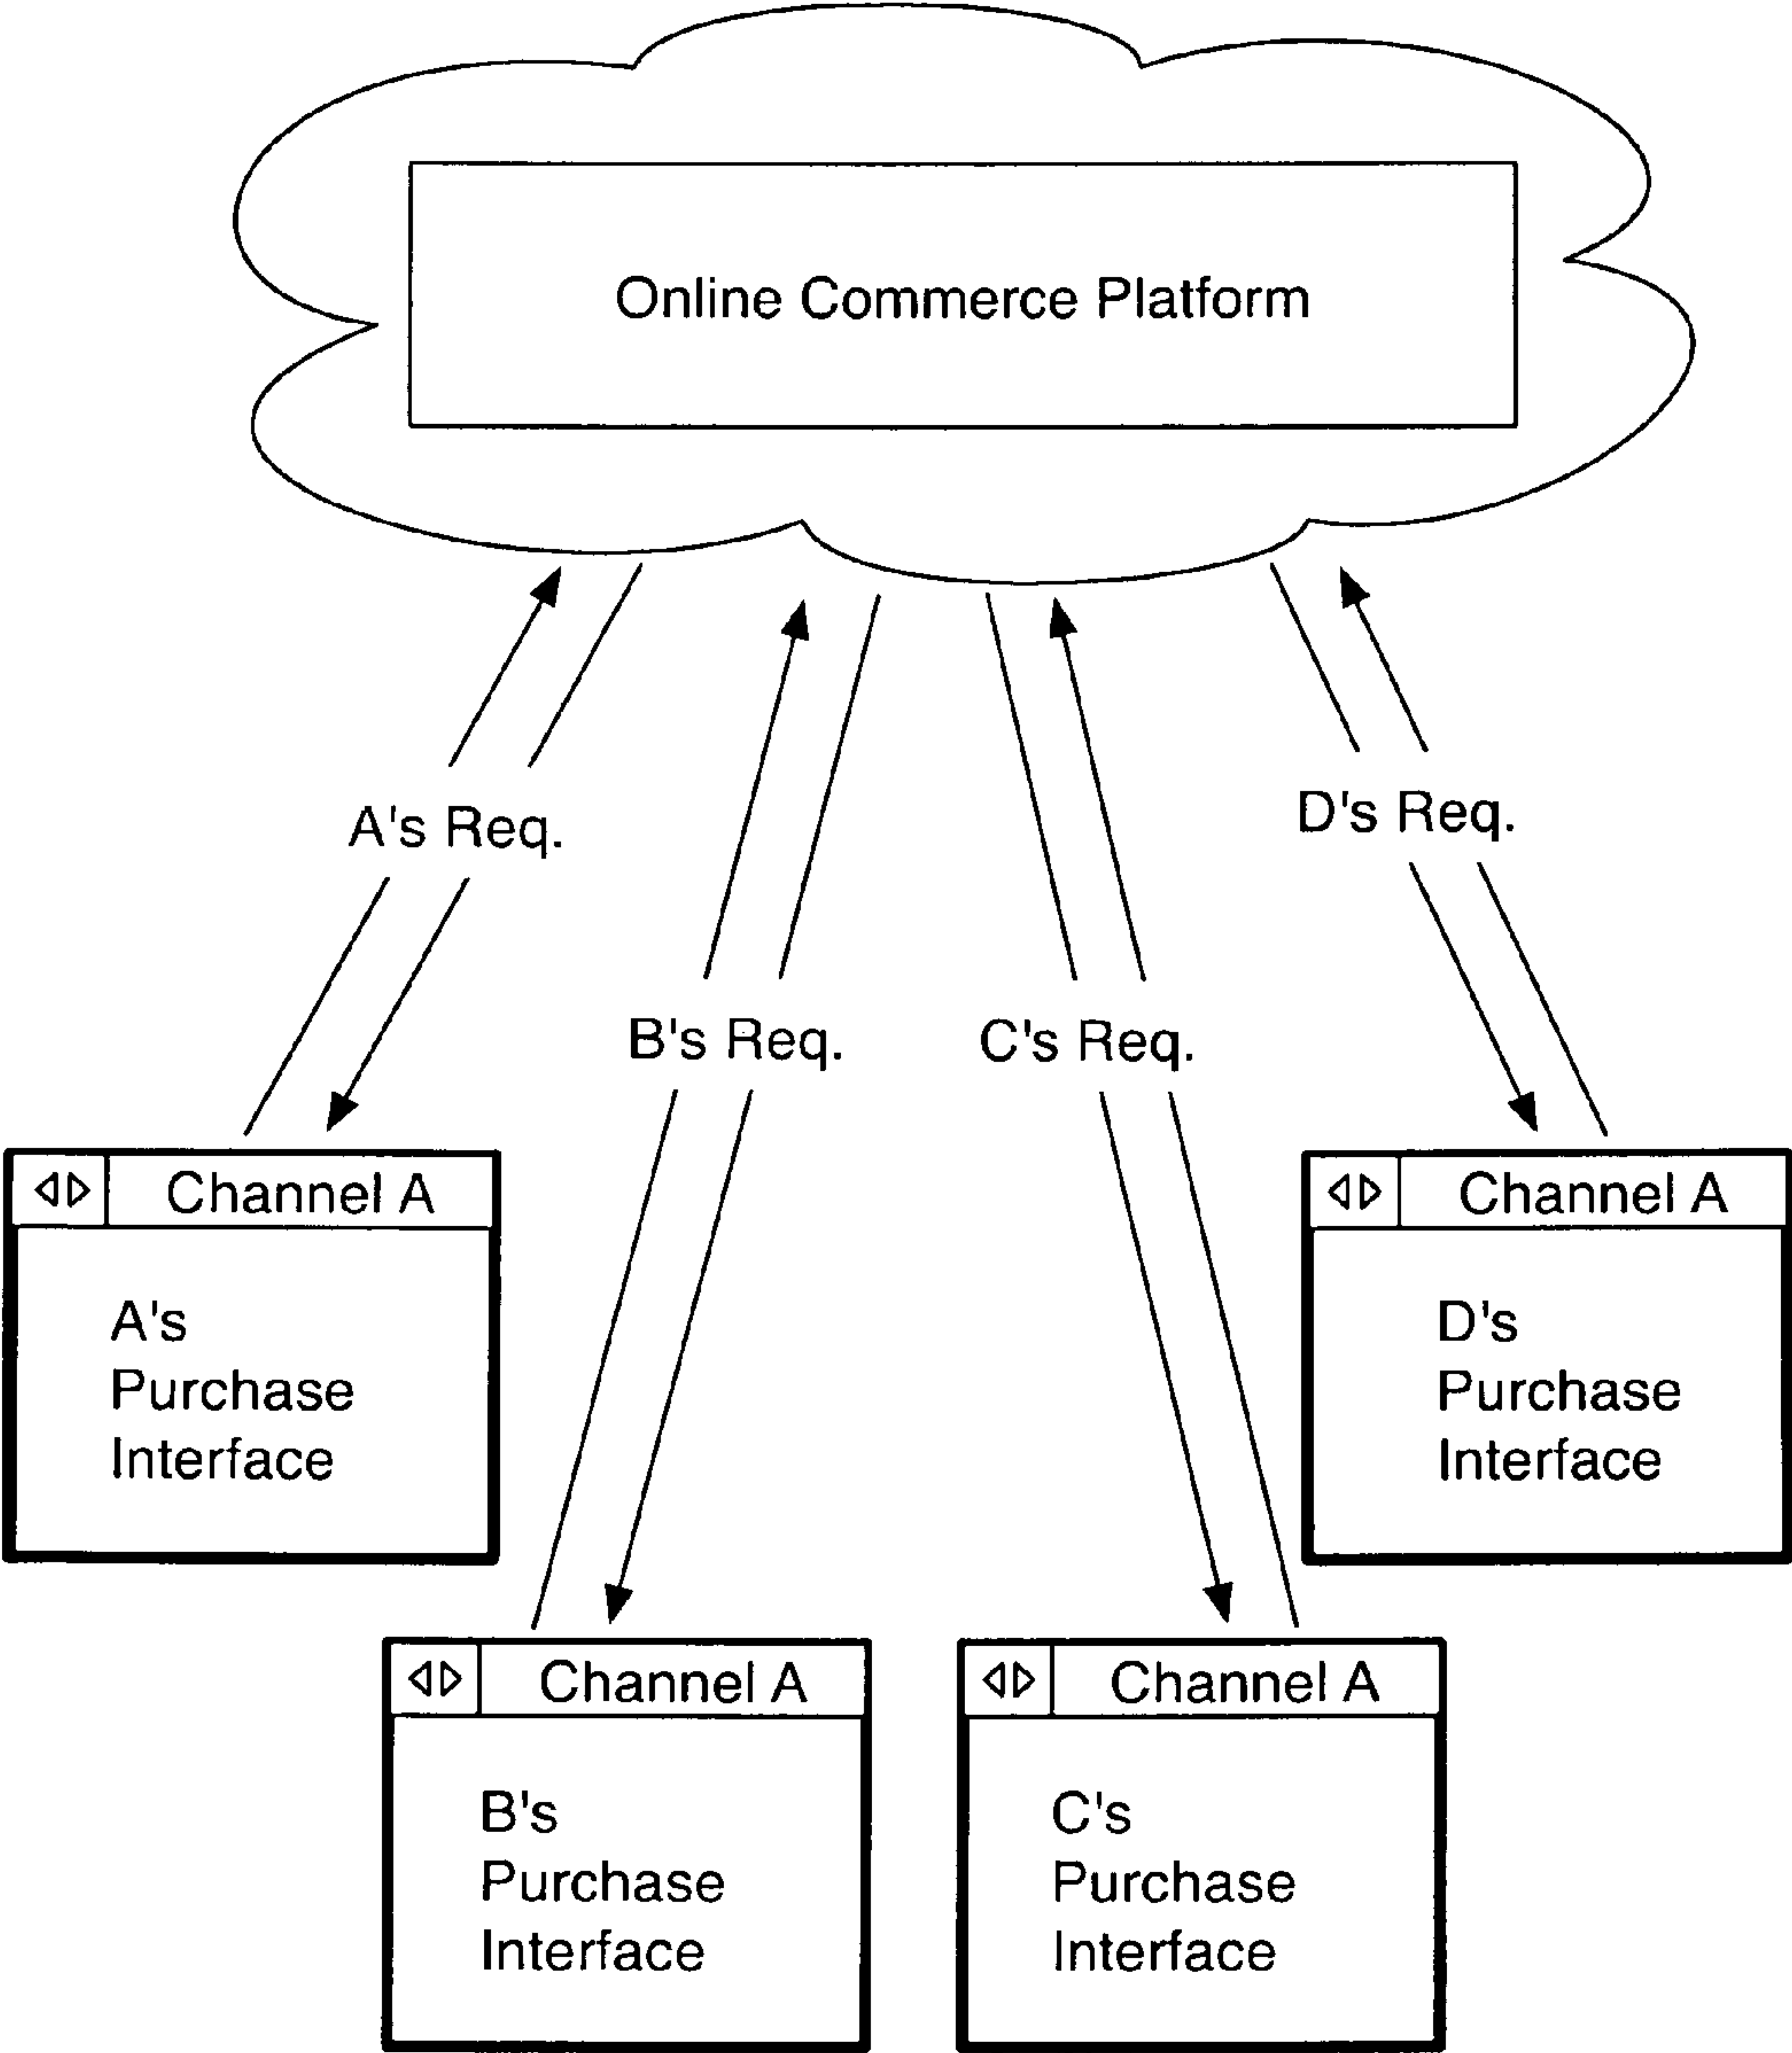 Online Commerce Platform
A's Req.
D's Req.
B's Req.
C's Req.
Channel A
A's
Purchase
Interface
Channel A
D's
Purchase
Interface
Channel A
B's
Purchase
Interface
Channel A
C's
Purchase
Interface